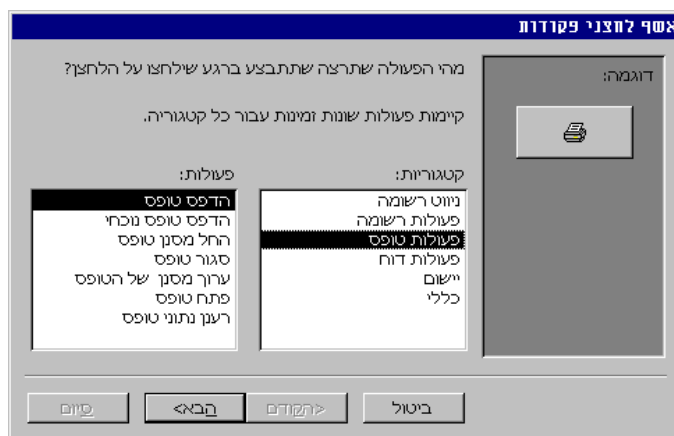 אשף לחצני פקודות
דוגמה:
מהי הפעולה שתרצה שתתבצע ברגע שילחצו על הלחצן?
קיימות פעולות שונות זמינות עבור כל קטגוריה.
קטגוריות:
ניווט רשומה
פעולות רשומה
פעולות טופס
פעולות דוח
יישום
כללי
פעולות:
הדפס טופס
הדפס טופס נוכחי
החל מסנן טופס
סגור טופס
ערוך מסנן של הטופס
פתח טופס
רענן נתוני טופס
ביטול
<הקודם
הבא>
סיום